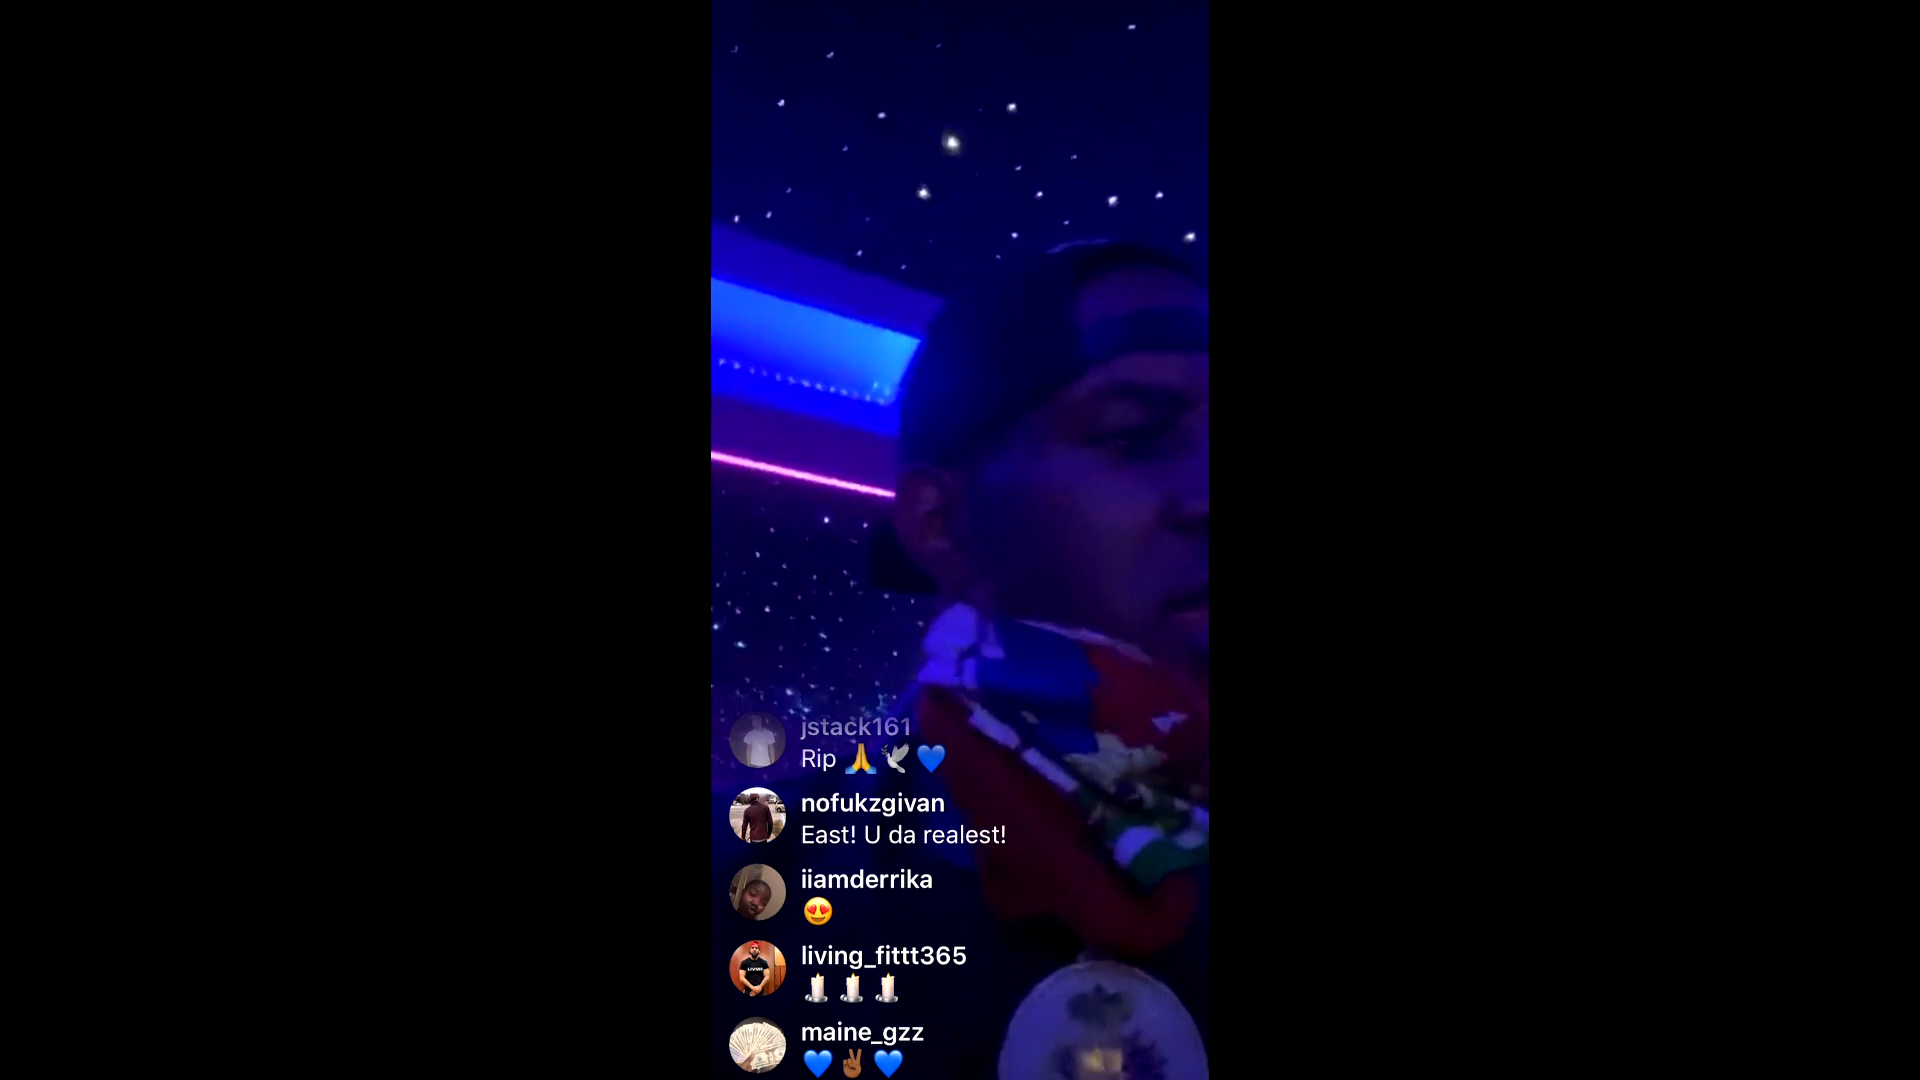 jstack161
Rip 🙏🕊💙
nofukzgivan
East! U da realest!
iiamderrika
😍
living_fittt365
🕯🕯🕯
maine_gzz
💙✌🏾💙